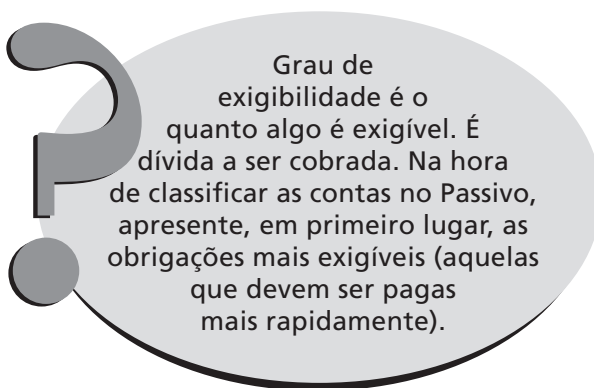 Grau de
exigibilidade é o
quanto algo é exigível. É
dívida a ser cobrada. Na hora
de classificar as contas no Passivo,
apresente, em primeiro lugar, as
obrigações mais exigíveis (aquelas
que devem ser pagas
mais rapidamente).